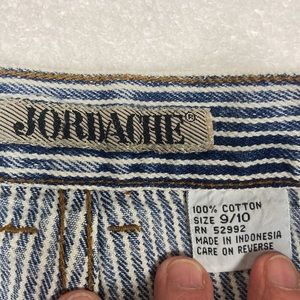 JORDACHE®
100% COTTON
SIZE 9/10
RN 52992
MADE IN INDONESIA
CARE ON REVERSE